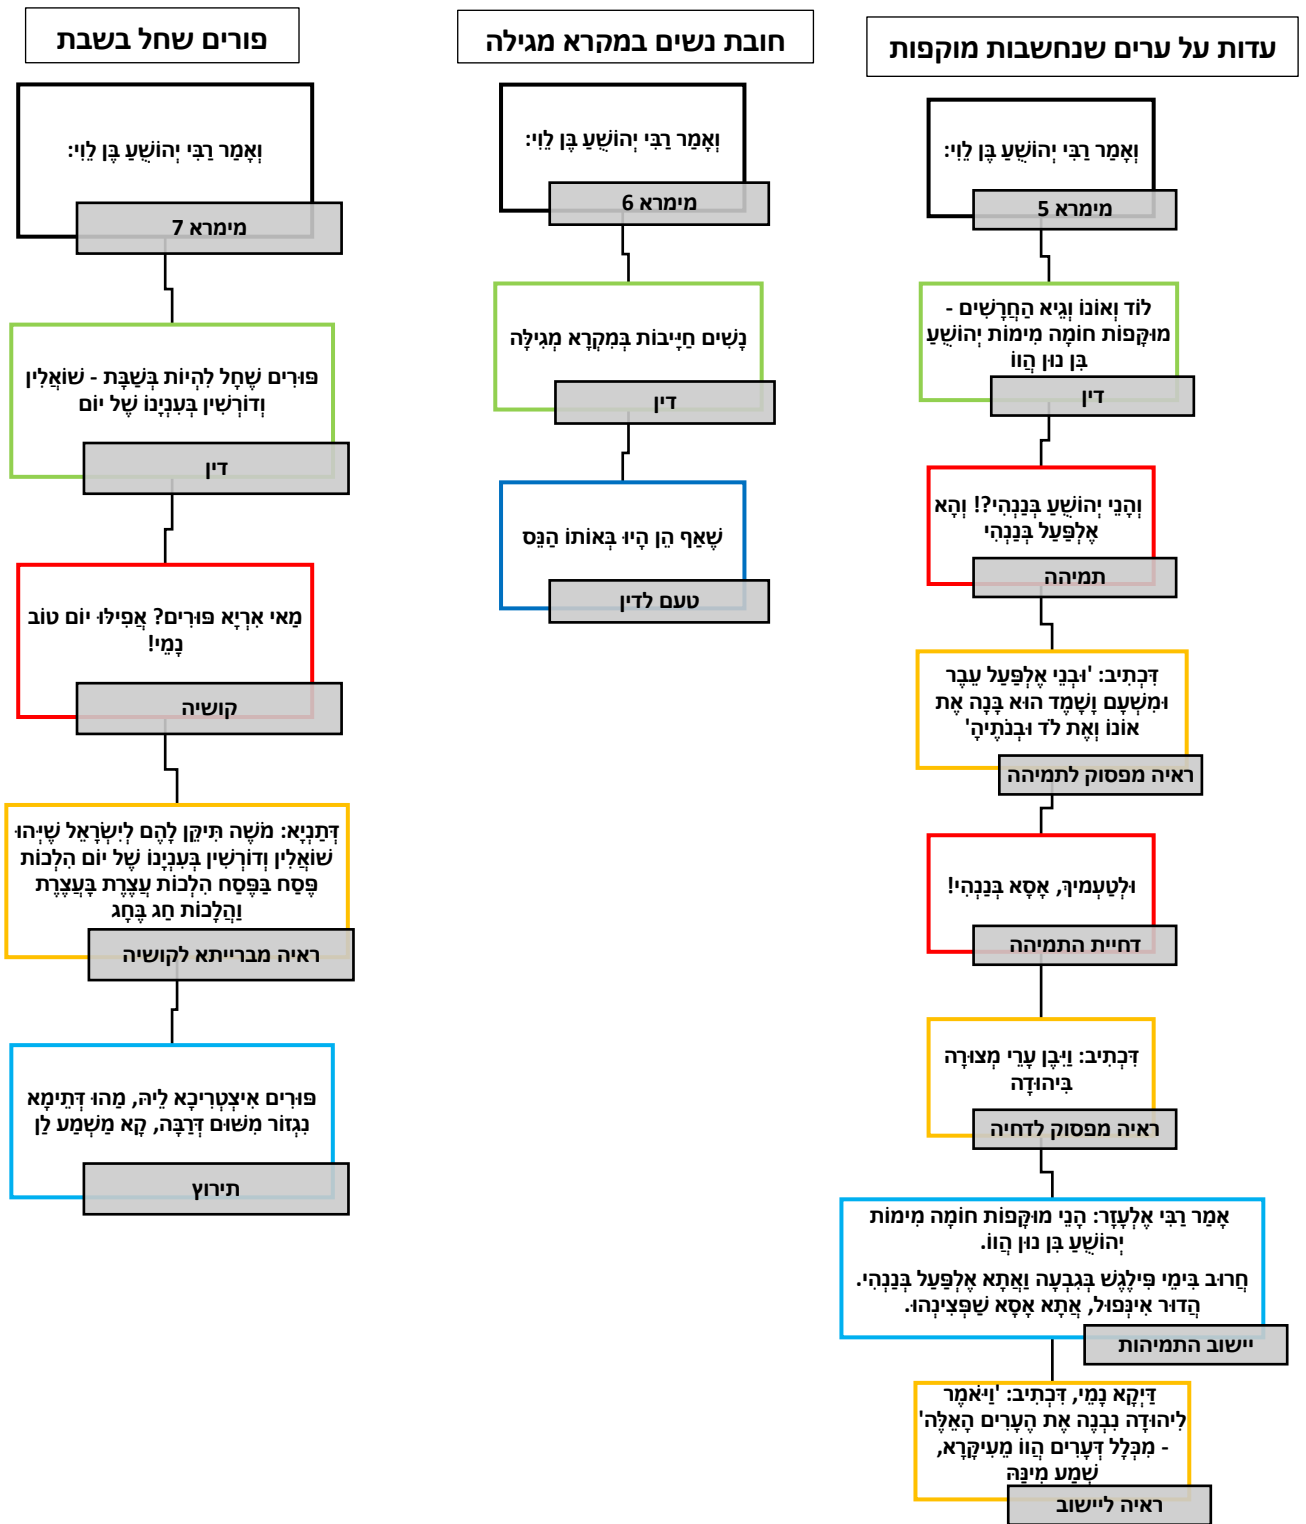 עדות על ערים שנחשבות מוקפות
וְאָמַר רַבִּי יְהוֹשֻׁעַ בֶּן לֵוִי:
מימרא 5
לוֹד וְאוֹנוֹ וְגֵיא הַחֲרָשִׁים -
מוּקָּפוֹת חוֹמָה מִימוֹת יְהוֹשֻׁעַ
בִּן נוּן הֲווֹ
דין
וְהָנֵי יְהוֹשֻׁעַ בְּנַנְהִי?! וְהָא
אֶלְפַּעַל בְּנַנְהִי
תמיהה
דִּכְתִיב: 'וּבְנֵי אֶלְפַּעַל עֵבֶר
וּמִשְׁעָם וָשָׁמֶד הוּא בָּנָה אֶת
אוֹנוֹ וְאֶת לֹד וּבְנֹתֶיהָ'
ראיה מפסוק לתמיהה
וּלְטַעְמִיךְ, אָסָא בְּנַנְהִי!
דחיית התמיהה
דִּכְתִיב: וַיִּבֶן עָרֵי מְצוּרָה
בִּיהוּדָה
ראיה מפסוק לדחיה
אָמַר רַבִּי אֶלְעָזָר: הָנֵי מוּקָּפוֹת חוֹמָה מִימוֹת
יְהוֹשֻׁעַ בִּן נוּן הֲווֹ.
חֲרוּב בִּימֵי פִּילֶגֶשׁ בְּגִבְעָה וַאֲתָא אֶלְפַּעַל בְּנַנְהִי.
הֲדוּר אִינְּפוּל, אֲתָא אָסָא שַׁפְּצִינְהוּ.
יישוב התמיהות
דַּיְקָא נָמֵי, דִּכְתִיב: 'וַיֹּאמֶר
לִיהוּדָה נִבְנֶה אֶת הֶעָרִים הָאֵלֶּה'
- מִכְּלָל דְּעָרִים הֲווֹ מֵעִיקָּרָא,
שְׁמַע מִינַּהּ
ראיה ליישוב
חובת נשים במקרא מגילה
וְאָמַר רַבִּי יְהוֹשֻׁעַ בֶּן לֵוִי:
מימרא 6
נָשִׁים חַיָּיבוֹת בְּמִקְרָא מְגִילָּה
דין
שֶׁאַף הֵן הָיוּ בְּאוֹתוֹ הַנֵּס
טעם לדין
פורים שחל בשבת
וְאָמַר רַבִּי יְהוֹשֻׁעַ בֶּן לֵוִי:
מימרא 7
פּוּרִים שֶׁחָל לִהְיוֹת בְּשַׁבָּת - שׁוֹאֲלִין
וְדוֹרְשִׁין בְּעִנְיָנוֹ שֶׁל יוֹם
דין
מַאי אִרְיָא פּוּרִים? אֲפִילּוּ יוֹם טוֹב
נָמֵי!
קושיה
דְּתַנְיָא: מֹשֶׁה תִּיקֵּן לָהֶם לְיִשְׂרָאֵל שֶׁיְּהוּ
שׁוֹאֲלִין וְדוֹרְשִׁין בְּעִנְיָנוֹ שֶׁל יוֹם הִלְכוֹת
פֶּסַח בַּפֶּסַח הִלְכוֹת עֲצֶרֶת בָּעֲצֶרֶת
וַהֲלָכוֹת חַג בֶּחָג
ראיה מברייתא לקושיה
פּוּרִים אִיצְטְרִיכָא לֵיהּ, מַהוּ דְּתֵימָא
נִגְזוֹר מִשּׁוּם דְּרַבָּה, קָא מַשְׁמַע לַן
תירוץ